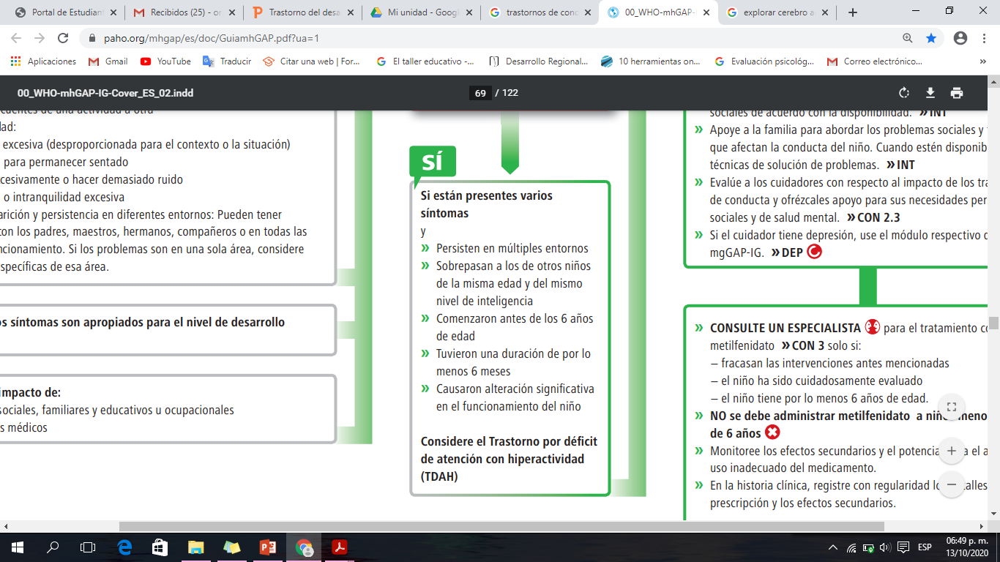 Portal de Estudiant
Recibidos (25) - or
Trastorno del desa
Mi unidad - Googl
trastornos de cond
00_WHO-mhGAP-
explorar cerebro a
paho.org/mhgap/es/doc/GuiamhGAP.pdf?ua=1
Aplicaciones
Gmail
YouTube
Traducir
Citar una web | For...
El taller educativo -...
Desarrollo Regional...
10 herramientas on...
Evaluación psicológ...
Correo electrónico...
»
00_WHO-mhGAP-IG-Cover_ES_02.indd
69 / 122
cuentes de una actividad a otra
dad:
excesiva (desproporcionada para el contexto o la situación)
para permanecer sentado
xcesivamente o hacer demasiado ruido
o intranquilidad excesiva
arición y persistencia en diferentes entornos: Pueden tener
con los padres, maestros, hermanos, compañeros o en todas las
ncionamiento. Si los problemas son en una sola área, considere
specíficas de esa área.
os síntomas son apropiados para el nivel de desarrollo
impacto de:
sociales, familiares y educativos u ocupacionales
s médicos
SÍ
Si están presentes varios
síntomas
y
» Persisten en múltiples entornos
» Sobrepasan a los de otros niños
de la misma edad y del mismo
nivel de inteligencia
» Comenzaron antes de los 6 años
de edad
» Tuvieron una duración de por lo
menos 6 meses
» Causaron alteración significativa
en el funcionamiento del niño
Considere el Trastorno por déficit
de atención con hiperactividad
(TDAH)
sociales de acuerdo con la disponibilidad. »INT
» Apoye a la familia para abordar los problemas sociales y
que afectan la conducta del niño. Cuando estén disponib
técnicas de solución de problemas. »INT
» Evalúe a los cuidadores con respecto al impacto de los tra
de conducta y ofrézcales apoyo para sus necesidades per
sociales y de salud mental. »CON 2.3
» Si el cuidador tiene depresión, use el módulo respectivo d
mgGAP-IG. »DEP
» CONSULTE UN ESPECIALISTA para el tratamiento co
metilfenidato »CON 3 solo si:
– fracasan las intervenciones antes mencionadas
– el niño ha sido cuidadosamente evaluado
– el niño tiene por lo menos 6 años de edad.
» NO se debe administrar metilfenidato a niñ meno
de 6 años
» Monitoree los efectos secundarios y el potencia a el a
uso inadecuado del medicamento.
» En la historia clínica, registre con regularidad lo alles
prescripción y los efectos secundarios.
ESP
06:49 p. m.
13/10/2020